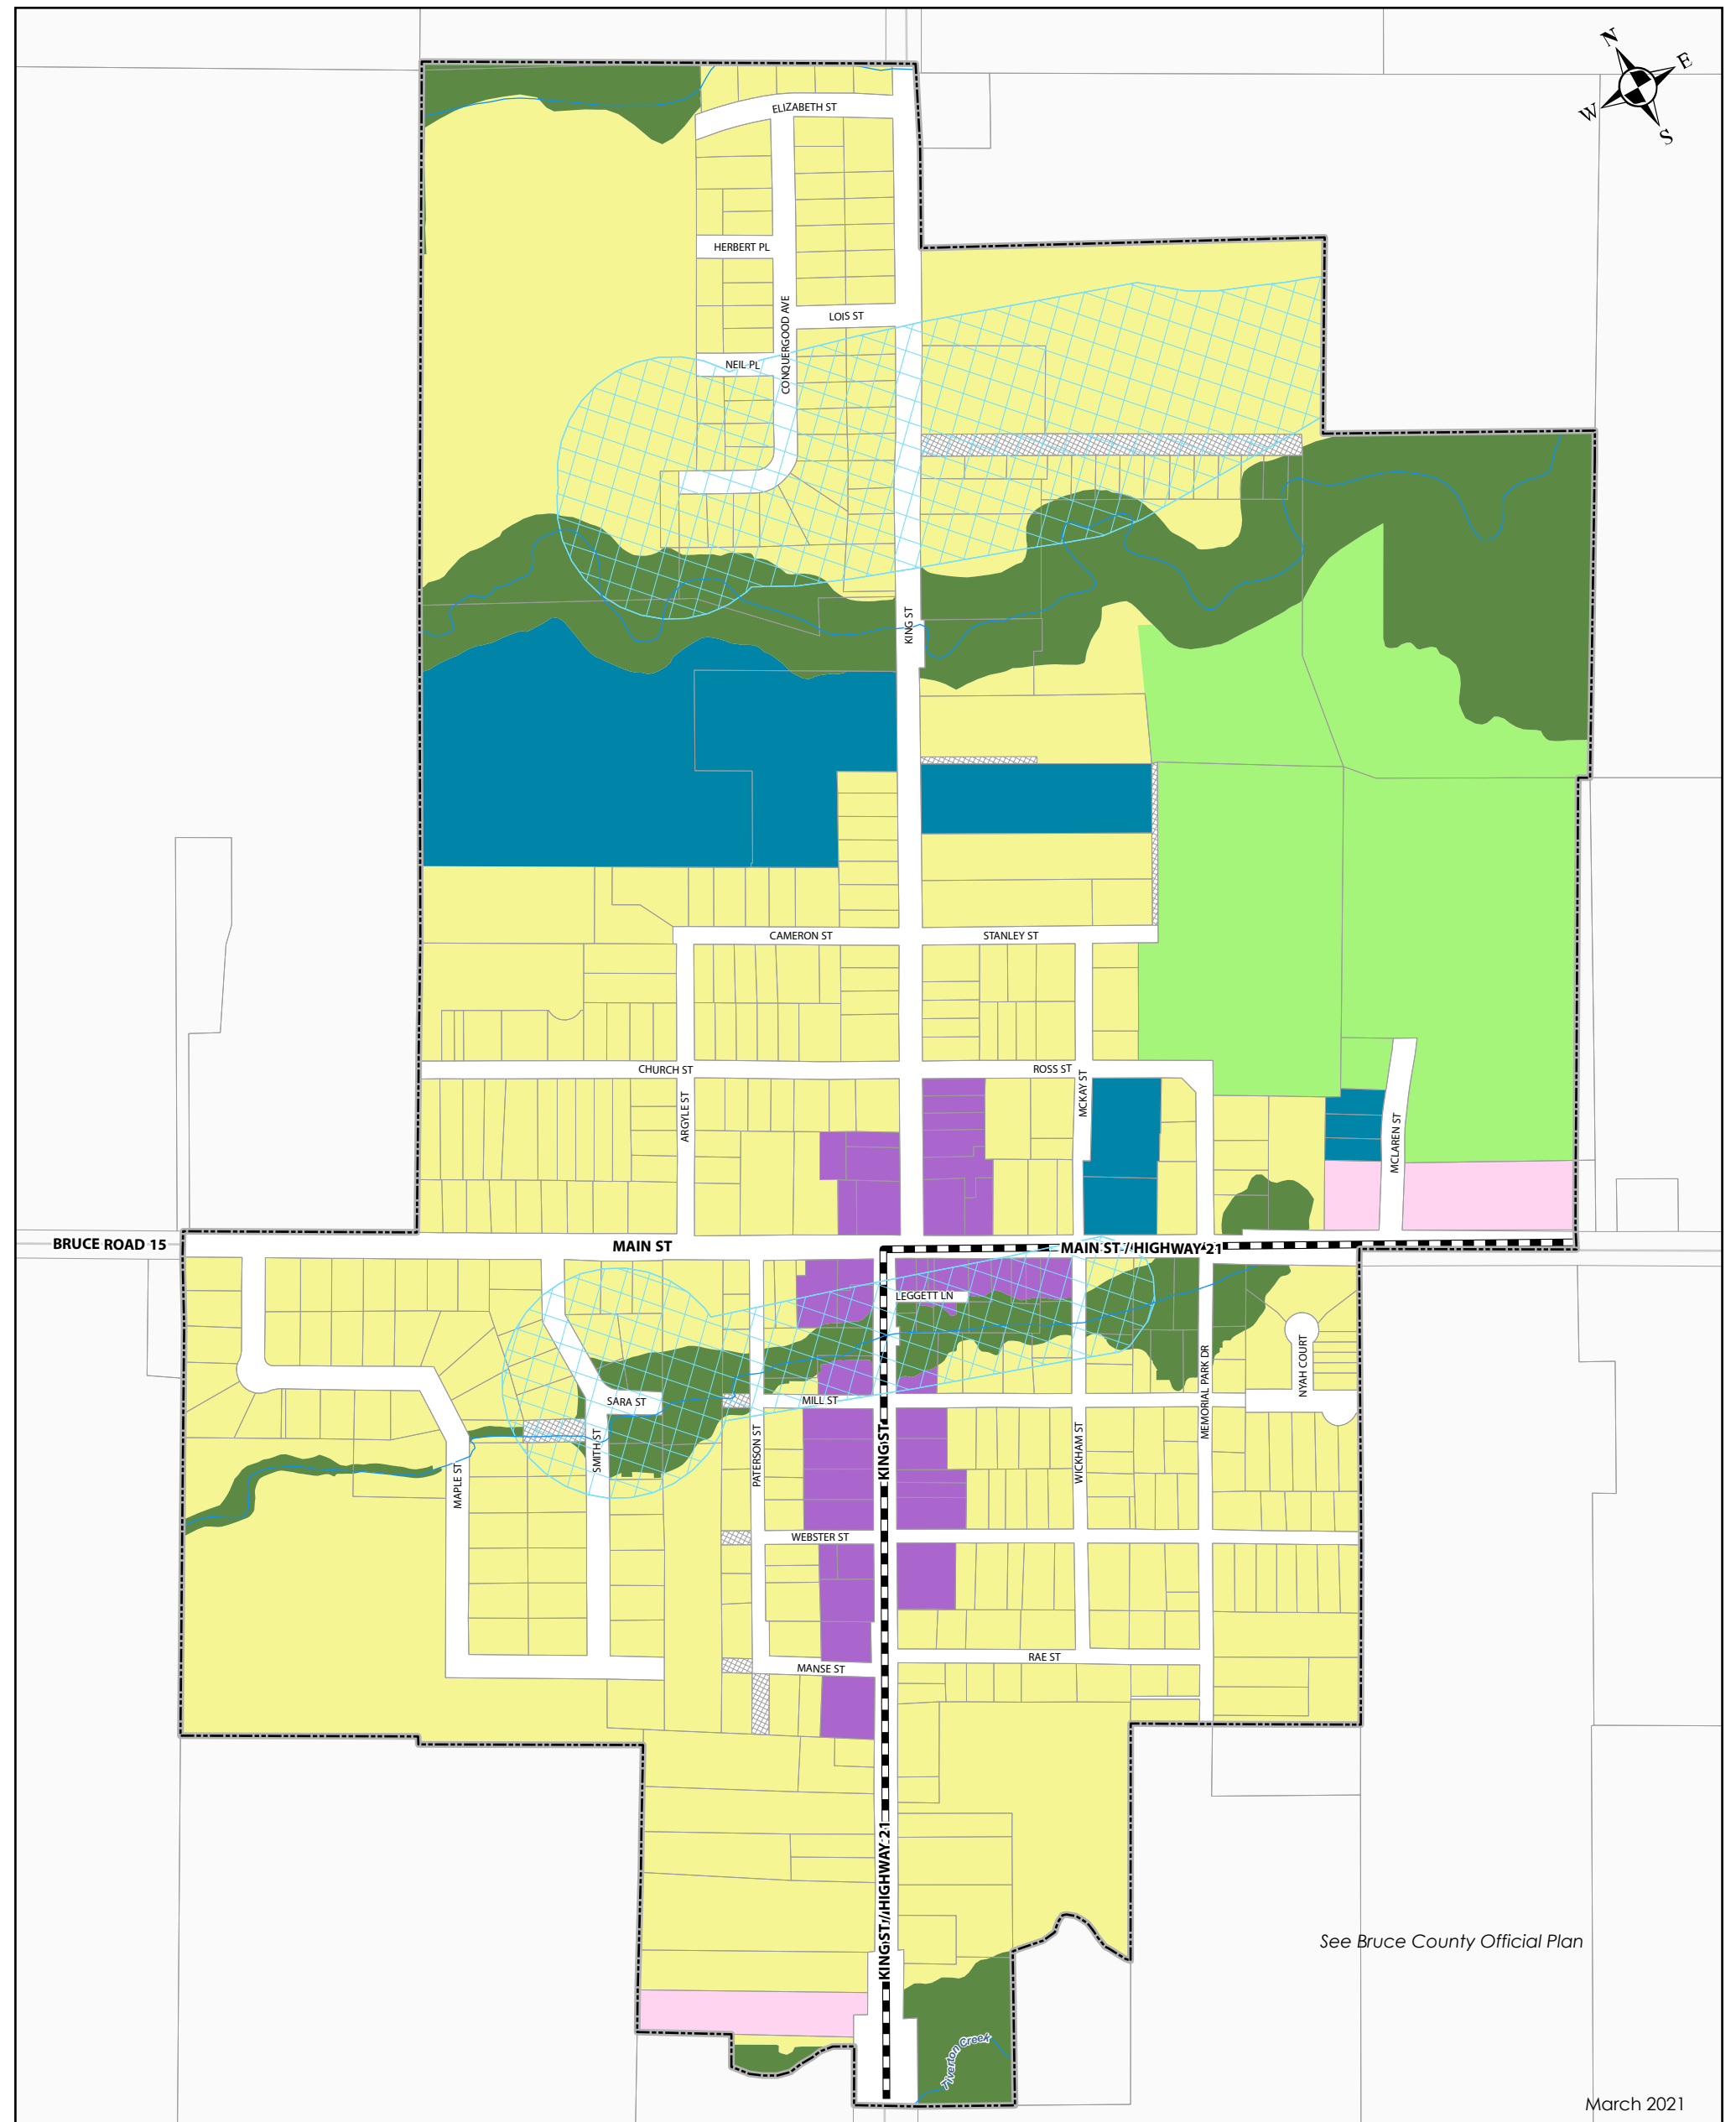 N
E
W
S
ELIZABETH ST
HERBERT PL
CONQUERGOOD AVE
LOIS ST
NEIL PL
KING ST
CAMERON ST
STANLEY ST
CHURCH ST
ROSS ST
MCKAY ST
ARGYLE ST
MCLAREN ST
BRUCE ROAD 15
MAIN ST
MAIN ST / HIGHWAY 21
LEGGETT LN
NYAH COURT
MEMORIAL PARK DR
SARA ST
MILL ST
SMITH ST
PATERSON ST
KING ST
WICKHAM ST
MAPLE ST
WEBSTER ST
MANSE ST
RAE ST
KING ST / HIGHWAY 21
See Bruce County Official Plan
Tiverton Creek
March 2021